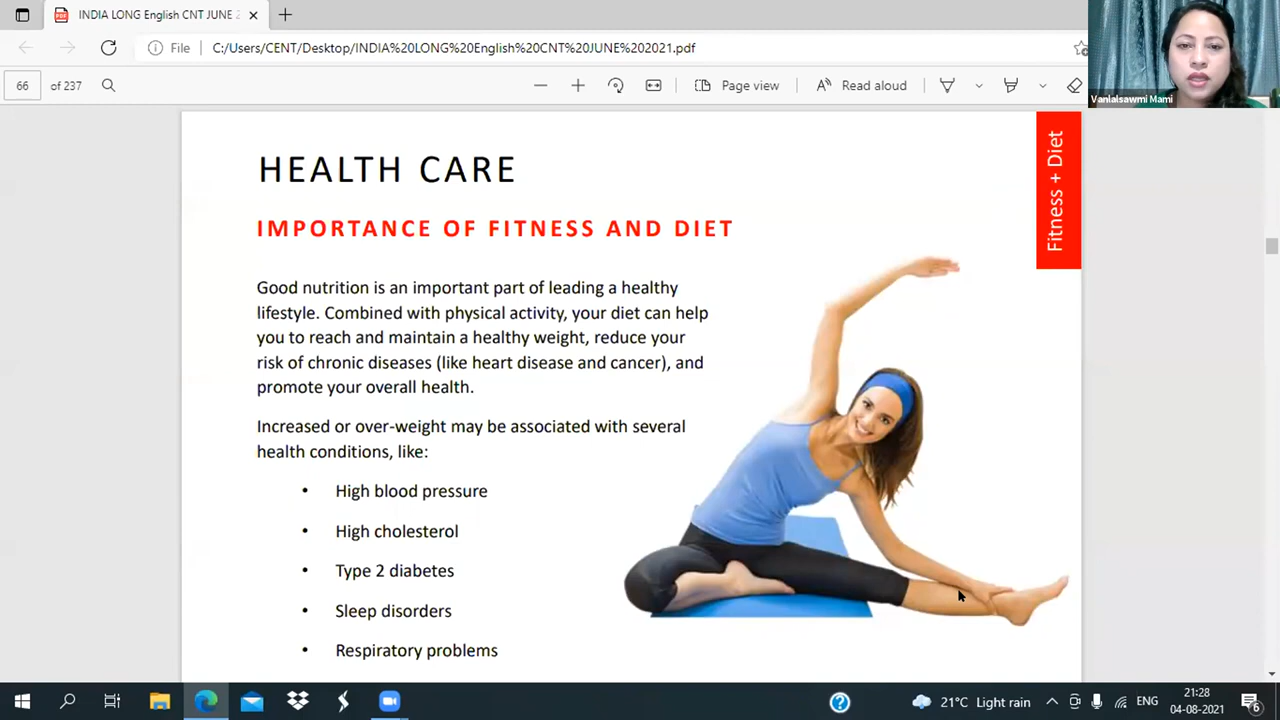 INDIA LONG English CNT JUNE 2
File
C:/Users/CENT/Desktop/INDIA%20LONG%20English%20CNT%20JUNE%202021.pdf
66
of 237
Page view
Read aloud
Vanlalsawmi Mami
HEALTH CARE
Fitness + Diet
IMPORTANCE OF FITNESS AND DIET
Good nutrition is an important part of leading a healthy
lifestyle. Combined with physical activity, your diet can help
you to reach and maintain a healthy weight, reduce your
risk of chronic diseases (like heart disease and cancer), and
promote your overall health.
Increased or over-weight may be associated with several
health conditions, like:
• High blood pressure
• High cholesterol
• Type 2 diabetes
• Sleep disorders
• Respiratory problems
21°C Light rain
ENG
21:28
04-08-2021
6